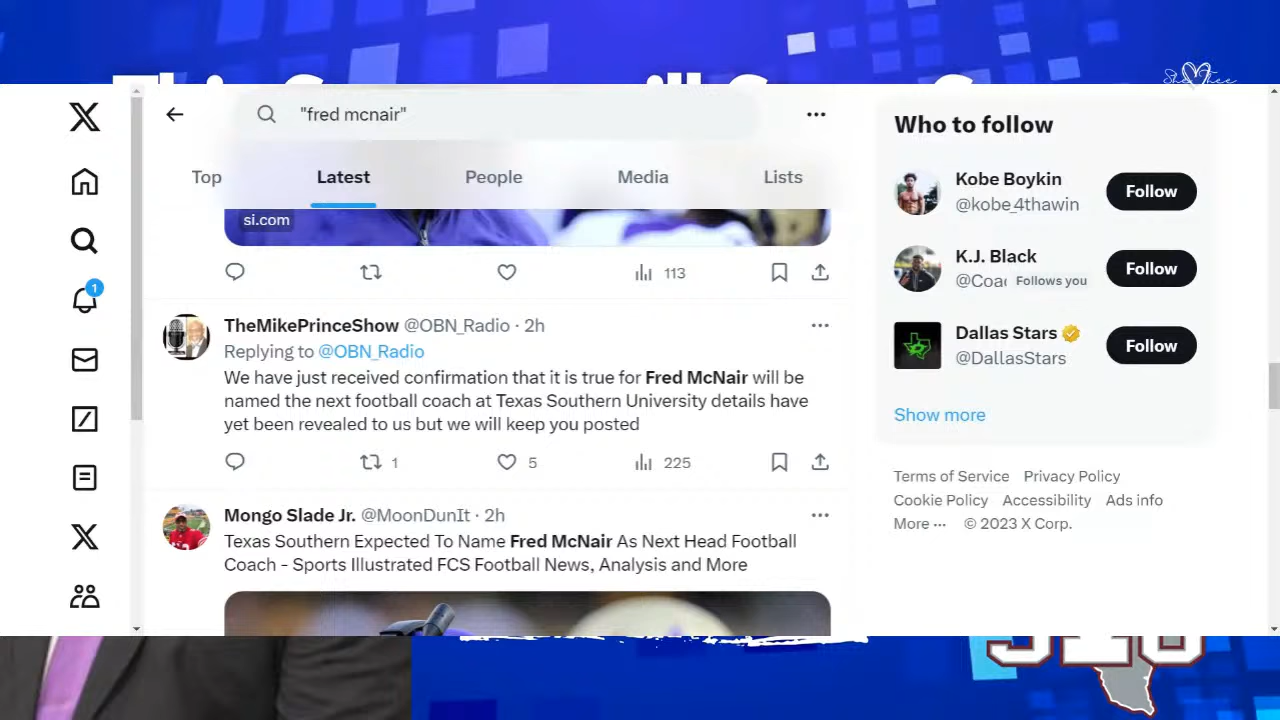 She Thee
"fred mcnair"
Top
Latest
People
Media
Lists
si.com
113
TheMikePrinceShow @OBN_Radio · 2h
Replying to @OBN_Radio
We have just received confirmation that it is true for Fred McNair will be
named the next football coach at Texas Southern University details have
yet been revealed to us but we will keep you posted
1
5
225
Mongo Slade Jr. @MoonDunIt · 2h
Texas Southern Expected To Name Fred McNair As Next Head Football
Coach - Sports Illustrated FCS Football News, Analysis and More
1
Who to follow
Kobe Boykin
@kobe_4thawin
Follow
K.J. Black
@Coac
Follows you
Follow
Dallas Stars
@DallasStars
Follow
Show more
Terms of Service Privacy Policy
Cookie Policy Accessibility Ads info
More ··· © 2023 X Corp.